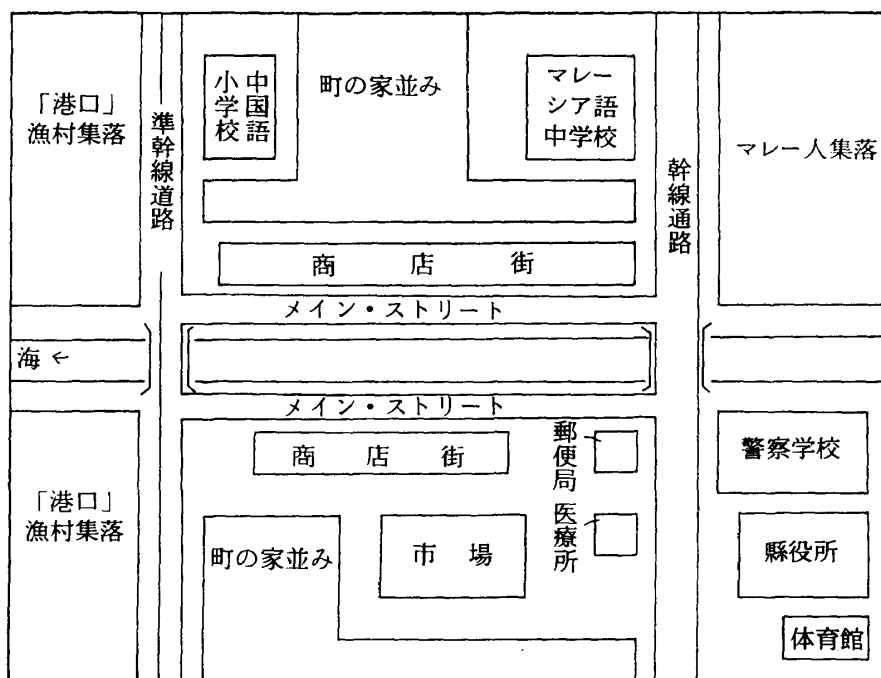 「港口」
漁村集落
準幹線道路
中国語
小学校
町の家並み
マレー
シア語
中学校
幹線通路
マレー人集落
商店街
メイン・ストリート
海←
メイン・ストリート
「港口」
漁村集落
商店街
郵便局
警察学校
町の家並み
市場
医療所
縣役所
体育館